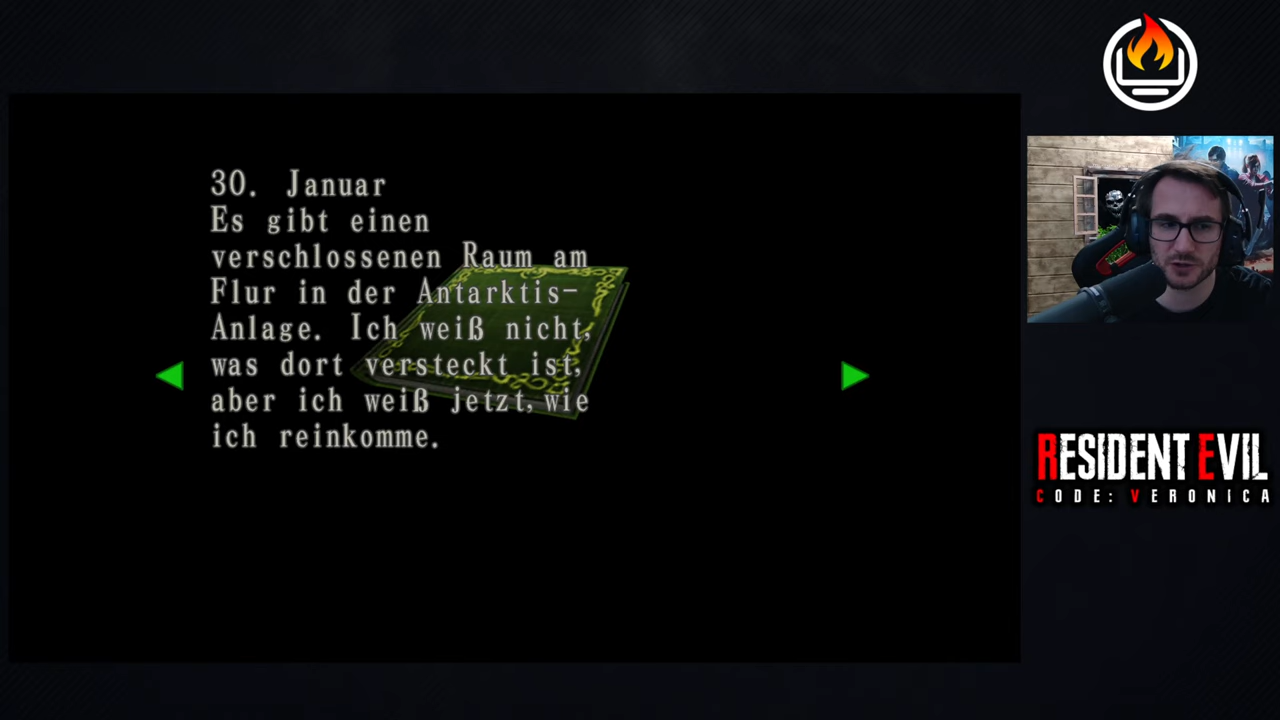 30. Januar
Es gibt einen
verschlossenen Raum am
Flur in der Antarktis-
Anlage. Ich weiß nicht,
was dort versteckt ist,
aber ich weiß jetzt, wie
ich reinkomme.
RESIDENT EVIL
CODE: VERONICA